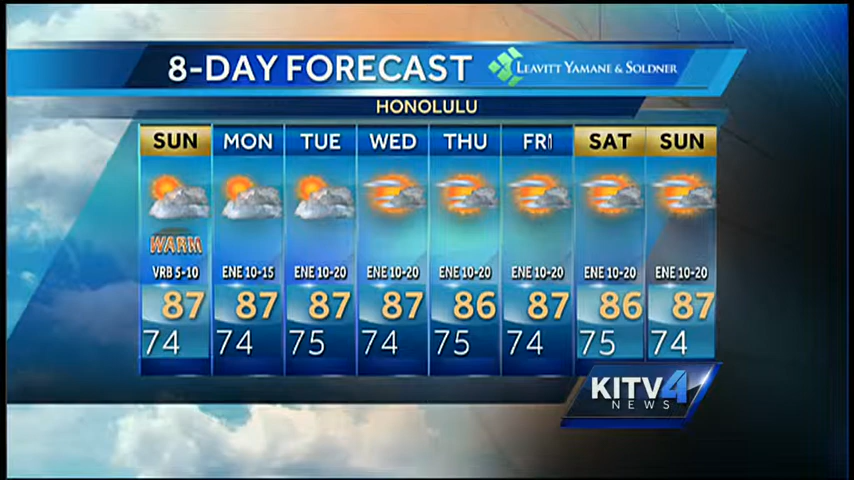 8-DAY FORECAST LEAVITT YAMANE & SOLDNER
HONOLULU
SUN MON TUE WED THU FRI SAT SUN
WARM
VRB 5-10 ENE 10-15 ENE 10-20 ENE 10-20 ENE 10-20 ENE 10-20 ENE 10-20 ENE 10-20
87 87 87 87 86 87 86 87
74 74 75 74 75 74 75 74
KITV4
NEWS